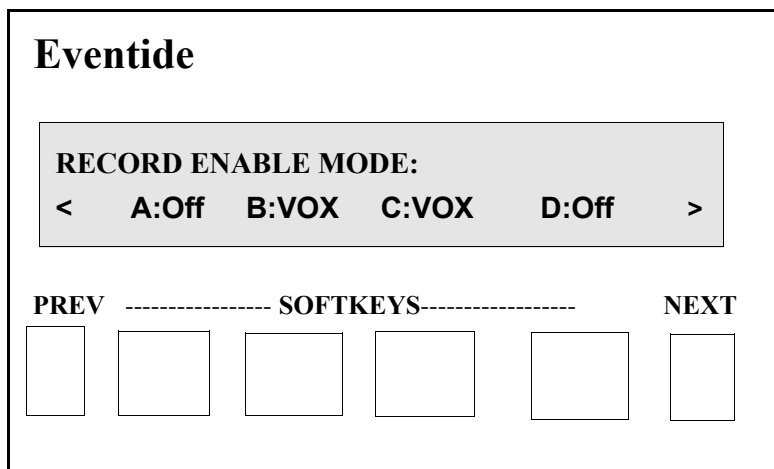 Eventide
RECORD ENABLE MODE:
< A:Off B:VOX C:VOX D:Off >
PREV ----------------- SOFTKEYS------------------ NEXT